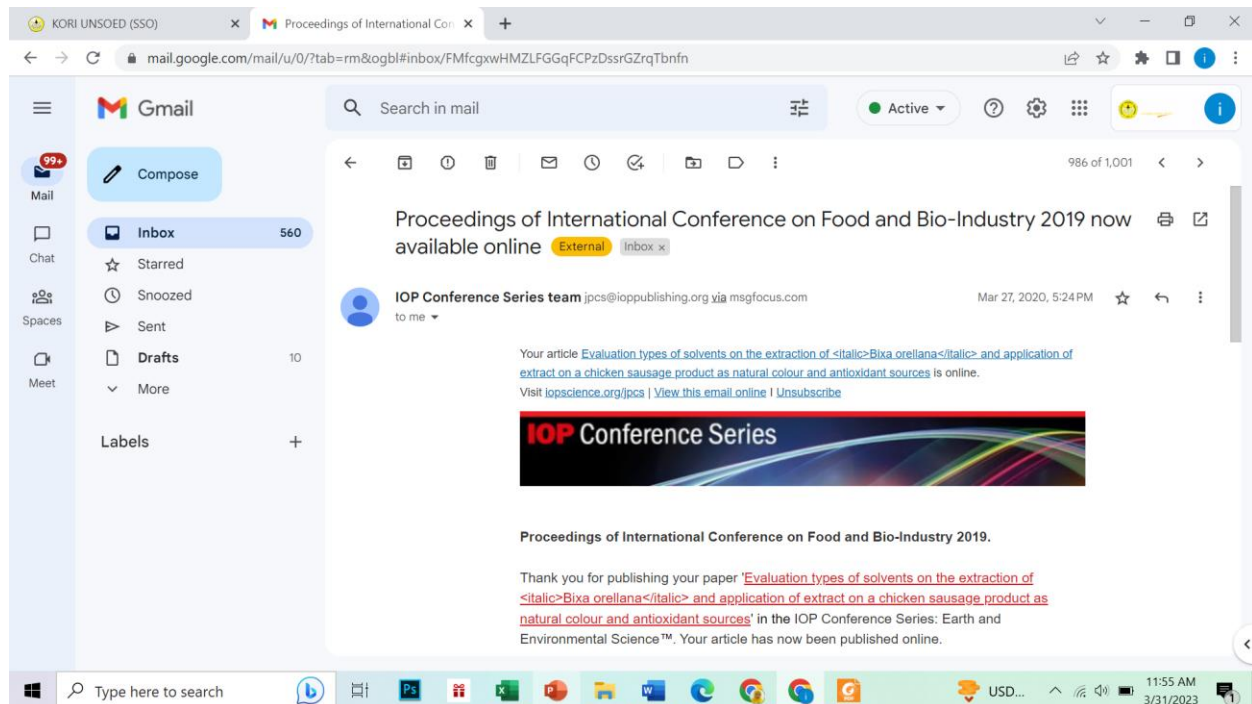 KORI UNSOED (SSO)
Proceedings of International Con
mail.google.com/mail/u/0/?tab=rm&ogbl#inbox/FMfcgxwHMZLFGGqFCPzDssrGZrqTbnfn
i
Gmail
Search in mail
Active
i
99+
Mail
Chat
Spaces
Meet
Compose
Inbox 560
Starred
Snoozed
Sent
Drafts 10
More
Labels
986 of 1,001
Proceedings of International Conference on Food and Bio-Industry 2019 now
available online External Inbox x
IOP Conference Series team jpcs@ioppublishing.org via msgfocus.com Mar 27, 2020, 5:24 PM
to me
Your article Evaluation types of solvents on the extraction of <italic>Bixa orellana</italic> and application of
extract on a chicken sausage product as natural colour and antioxidant sources is online.
Visit iopscience.org/jpcs | View this email online I Unsubscribe
IOP Conference Series
Proceedings of International Conference on Food and Bio-Industry 2019.
Thank you for publishing your paper 'Evaluation types of solvents on the extraction of
<italic>Bixa orellana</italic> and application of extract on a chicken sausage product as
natural colour and antioxidant sources' in the IOP Conference Series: Earth and
Environmental Science™. Your article has now been published online.
Type here to search
Ps
USD...
11:55 AM
3/31/2023